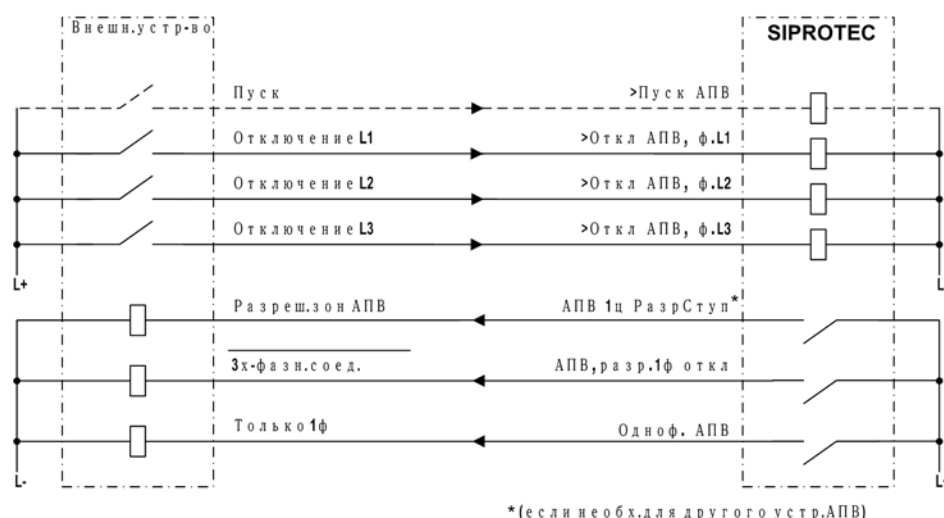 Внешн.устр-во
SIPROTEC
Пуск
>Пуск АПВ
Отключение L1
>Откл АПВ, ф.L1
Отключение L2
>Откл АПВ, ф.L2
Отключение L3
>Откл АПВ, ф.L3
L+
L
Разреш.зон АПВ
АПВ 1ц РазрСтуп*
3х-фазн.соед.
АПВ,разр.1ф откл
Только 1ф
Одноф. АПВ
L-
L+
*(если необх.для другого устр.АПВ)